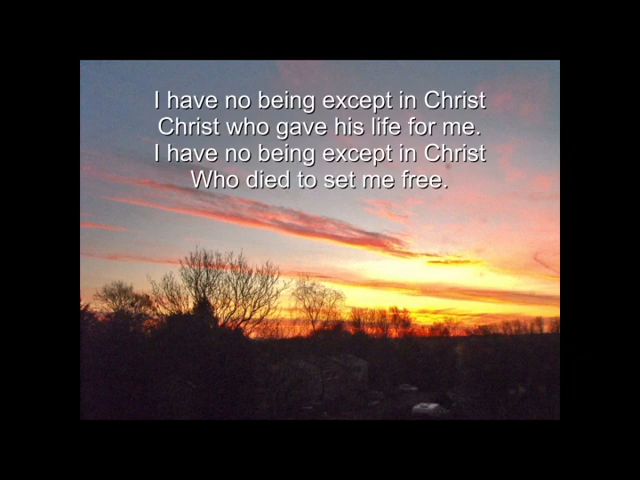 I have no being except in Christ
Christ who gave his life for me.
I have no being except in Christ
Who died to set me free.